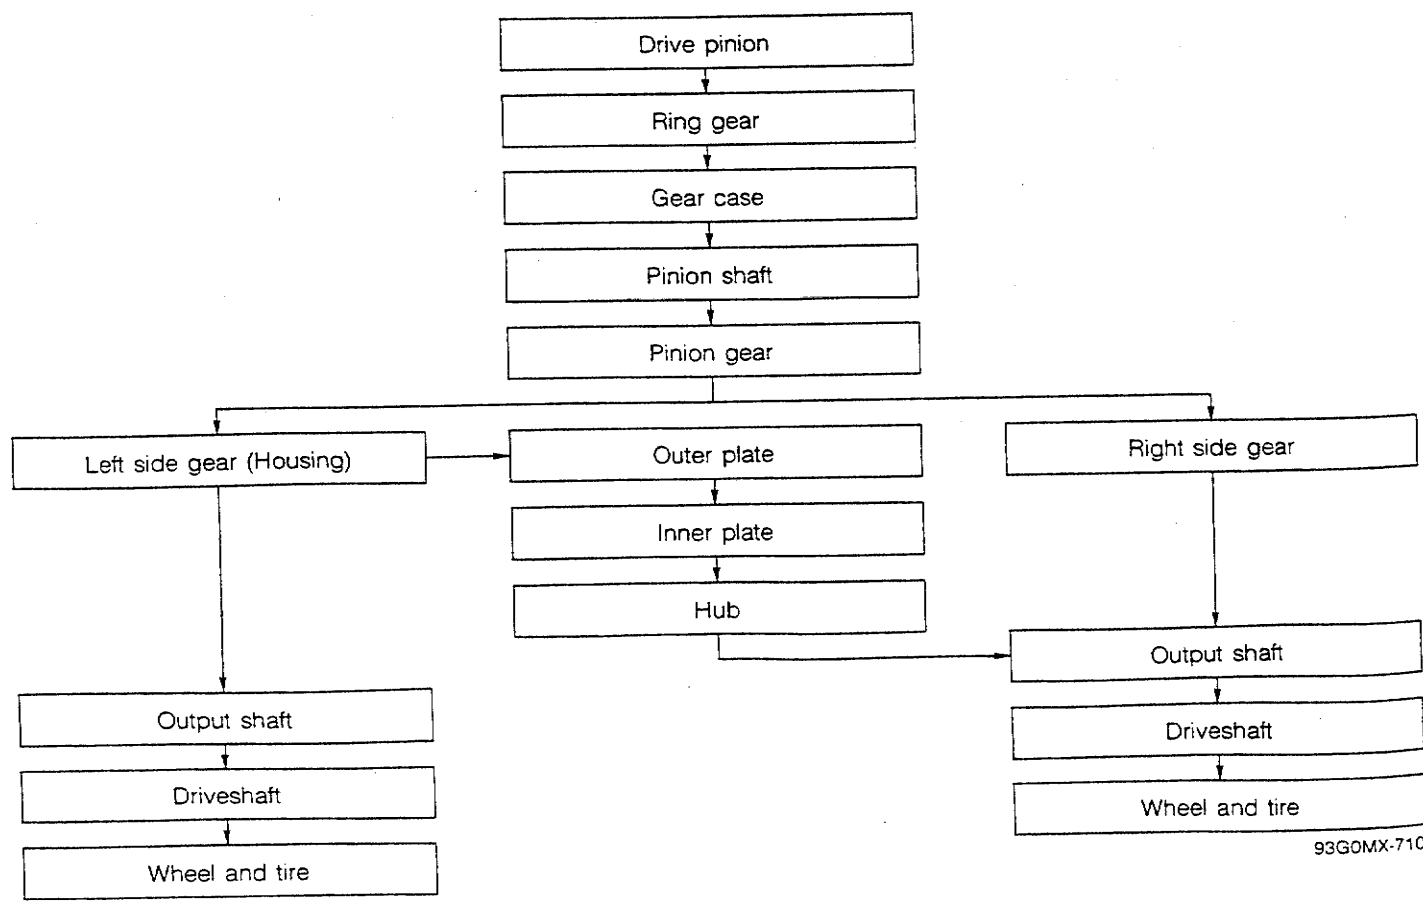 Drive pinion
Ring gear
Gear case
Pinion shaft
Pinion gear
Left side gear (Housing)
Outer plate
Right side gear
Inner plate
Hub
Output shaft
Output shaft
Driveshaft
Driveshaft
Wheel and tire
Wheel and tire
93G0MX-710